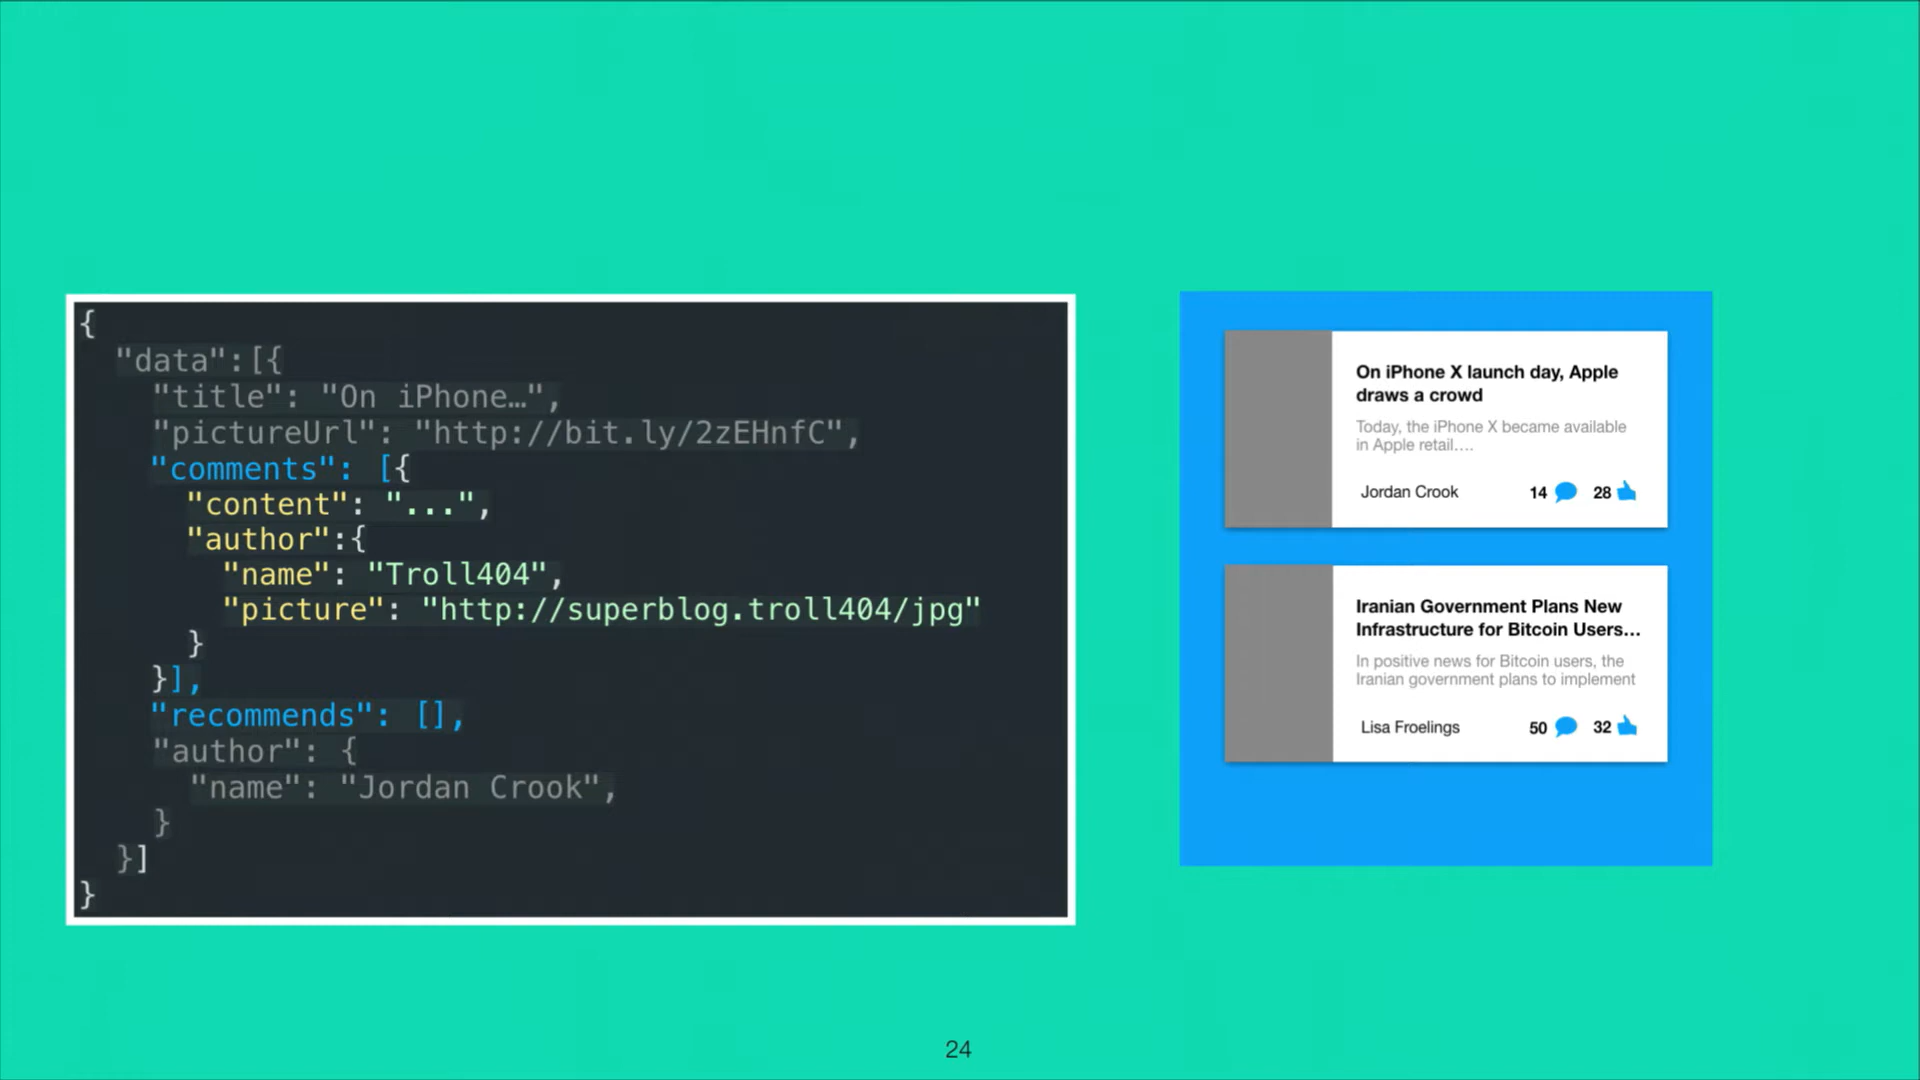 {
"data":[{
"title": "On iPhone…",
"pictureUrl": "http://bit.ly/2zEHnfC",
"comments": [{
"content": "...",
"author":{
"name": "Troll404",
"picture": "http://superblog.troll404/jpg"
}
}],
"recommends": [],
"author": {
"name": "Jordan Crook",
}
}]
}
On iPhone X launch day, Apple
draws a crowd
Today, the iPhone X became available
in Apple retail….
Jordan Crook 14 28
Iranian Government Plans New
Infrastructure for Bitcoin Users…
In positive news for Bitcoin users, the
Iranian government plans to implement
Lisa Froelings 50 32
24